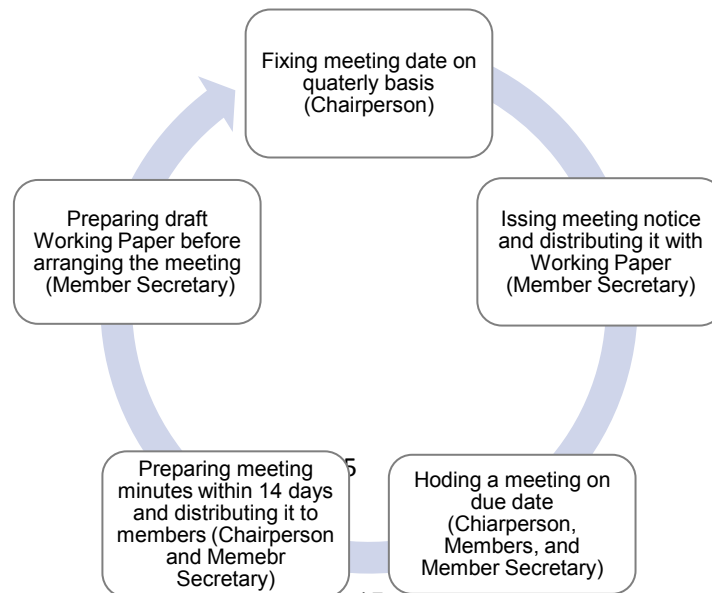 Fixing meeting date on
quaterly basis
(Chairperson)
Issing meeting notice
and distributing it with
Working Paper
(Member Secretary)
Hoding a meeting on
due date
(Chiarperson,
Members, and
Member Secretary)
Preparing meeting
minutes within 14 days
and distributing it to
members (Chairperson
and Memebr
Secretary)
Preparing draft
Working Paper before
arranging the meeting
(Member Secretary)
5